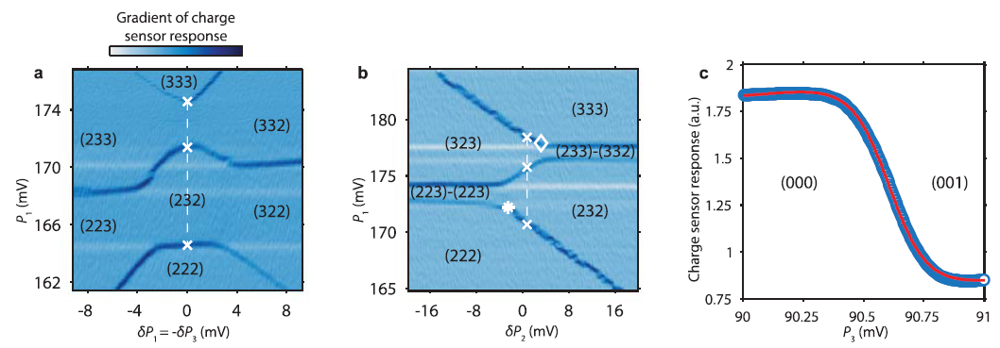 Gradient of charge
sensor response
a
(333)
174
(332)
(233)
170
P1 (mV)
(232)
(322)
166
(223)
(222)
162
-8 -4 0 4 8
δP1 = -δP3 (mV)
b
180
(333)
(323)
(233)-(332)
175
P1 (mV)
(223)-(223)
(232)
170
(222)
165
-16 -8 0 8 16
δP2 (mV)
c
2
1.75
1.5
Charge sensor response (a.u.)
(000) (001)
1.25
1
0.75
90 90.25 90.5 90.75 91
P3 (mV)